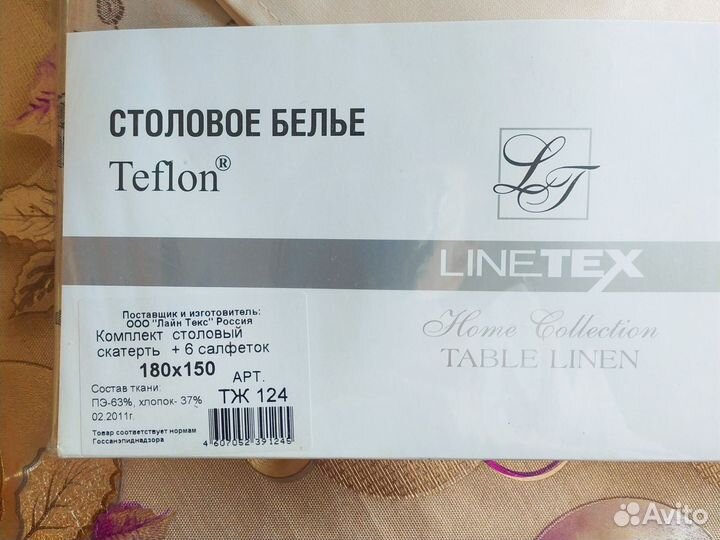 СТОЛОВОЕ БЕЛЬЕ
Teflon®
LT
LINETEX
Home Collection
TABLE LINEN
Поставщик и изготовитель:
ООО "Лайн Текс" Россия
Комплект столовый
скатерть + 6 салфеток
180х150 АРТ.
Состав ткани: ТЖ 124
ПЭ-63%, хлопок- 37%
02.2011г.
Товар соответствует нормам
Госсанэпиднадзора
4 607052 391245
Avito